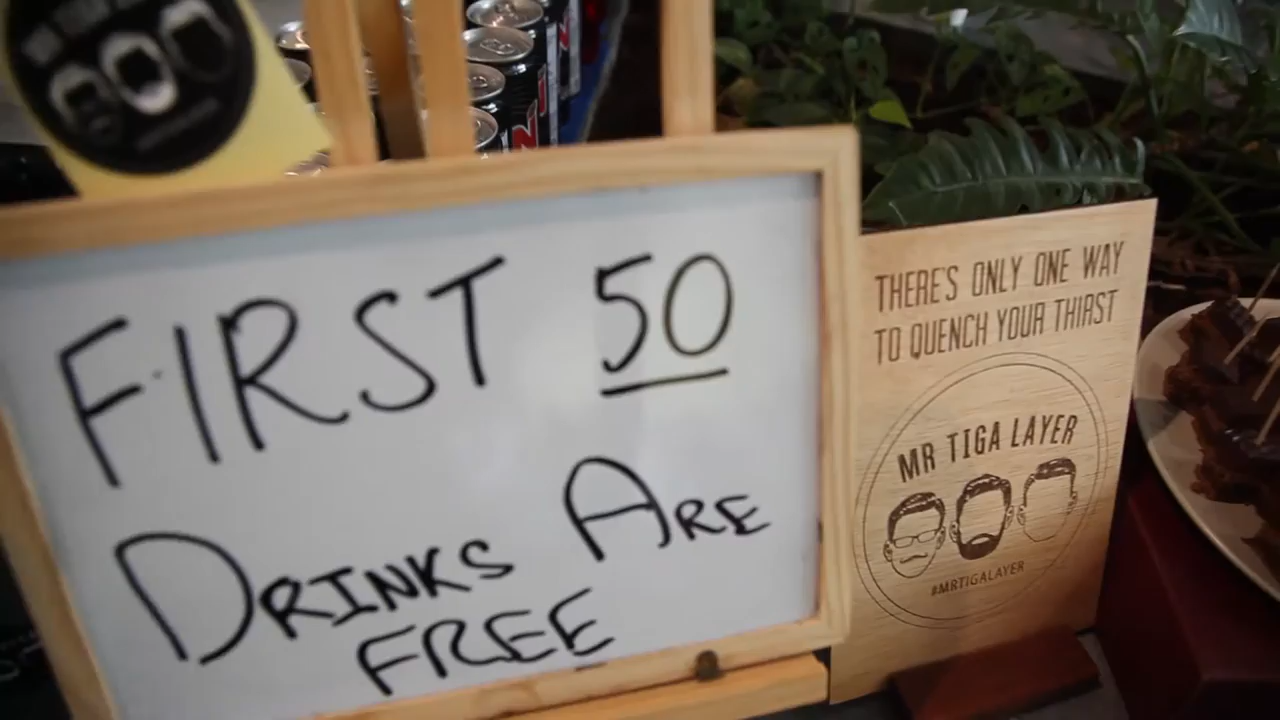 FIRST 50
DRINKS ARE
FREE
THERE'S ONLY ONE WAY
TO QUENCH YOUR THIRST
MR TIGA LAYER
#MRTIGALAYER